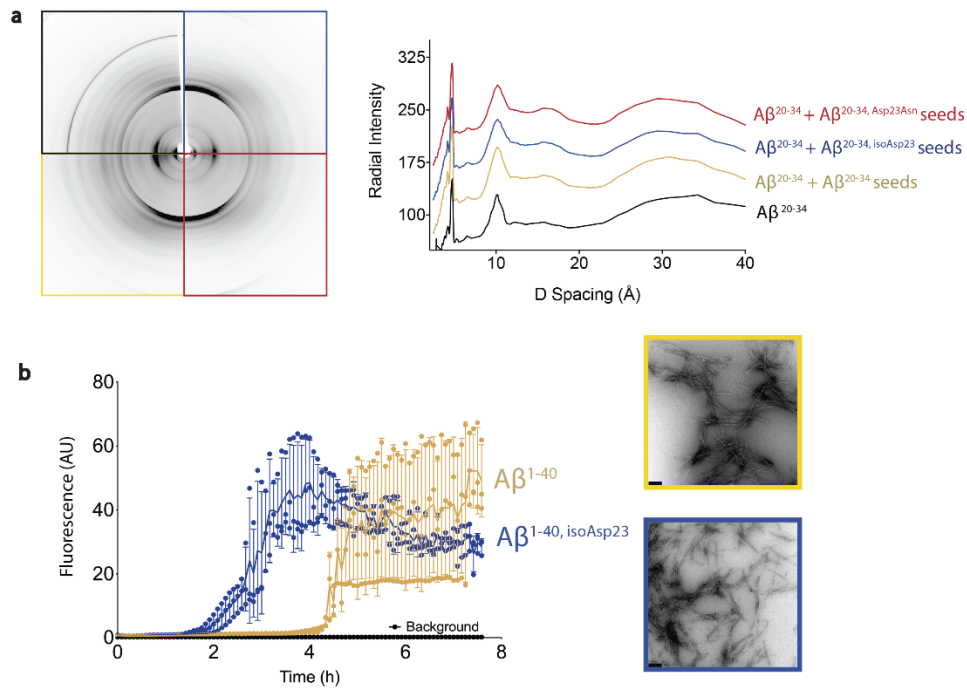 a
325
250
175
100
Radial Intensity
10
20
30
40
D Spacing (Å)
Aβ20-34 + Aβ20-34, Asp23Asn seeds
Aβ20-34 + Aβ20-34, isoAsp23 seeds
Aβ20-34 + Aβ20-34 seeds
Aβ20-34
b
80
60
40
20
0
Fluorescence (AU)
0
2
4
6
8
Time (h)
Background
Aβ1-40
Aβ1-40, isoAsp23